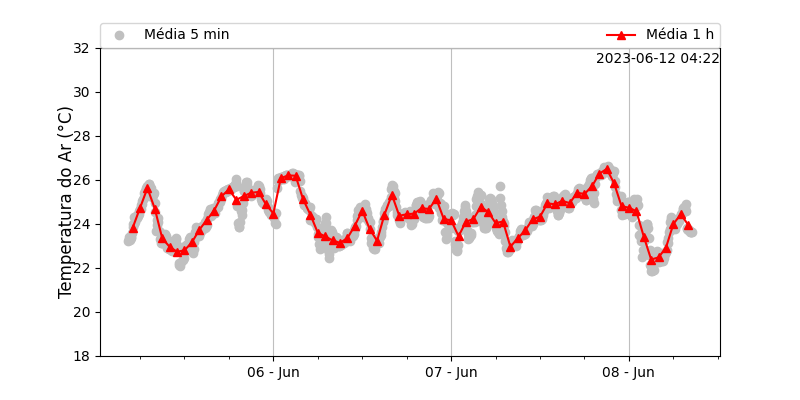 Média 5 min
Média 1 h
2023-06-12 04:22
Temperatura do Ar (°C)
32
30
28
26
24
22
20
18
06 - Jun
07 - Jun
08 - Jun